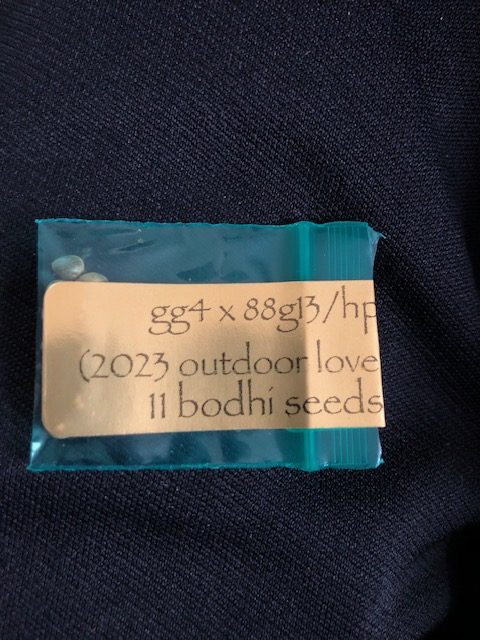 gg4 x 88g13/hp
(2023 outdoor love
11 bodhi seeds